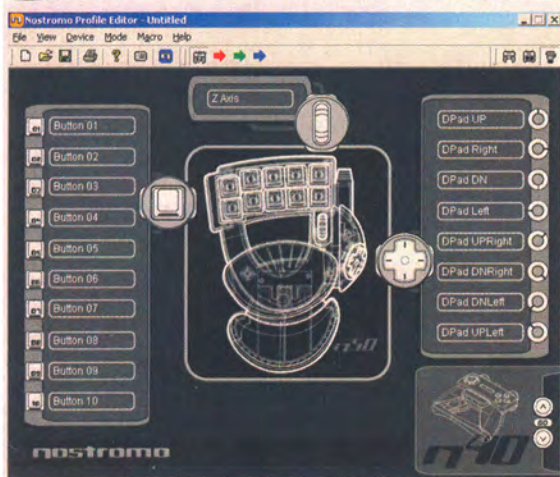 Nostromo Profile Editor - Untitled
File View Device Mode Macro Help
Z Axis
Button 01
Button 02
Button 03
Button 04
Button 05
Button 06
Button 07
Button 08
Button 09
Button 10
DPad UP
DPad Right
DPad DN
DPad Left
DPad UPRight
DPad DNRight
DPad DNLeft
DPad UPLeft
n50
nostromo
n40